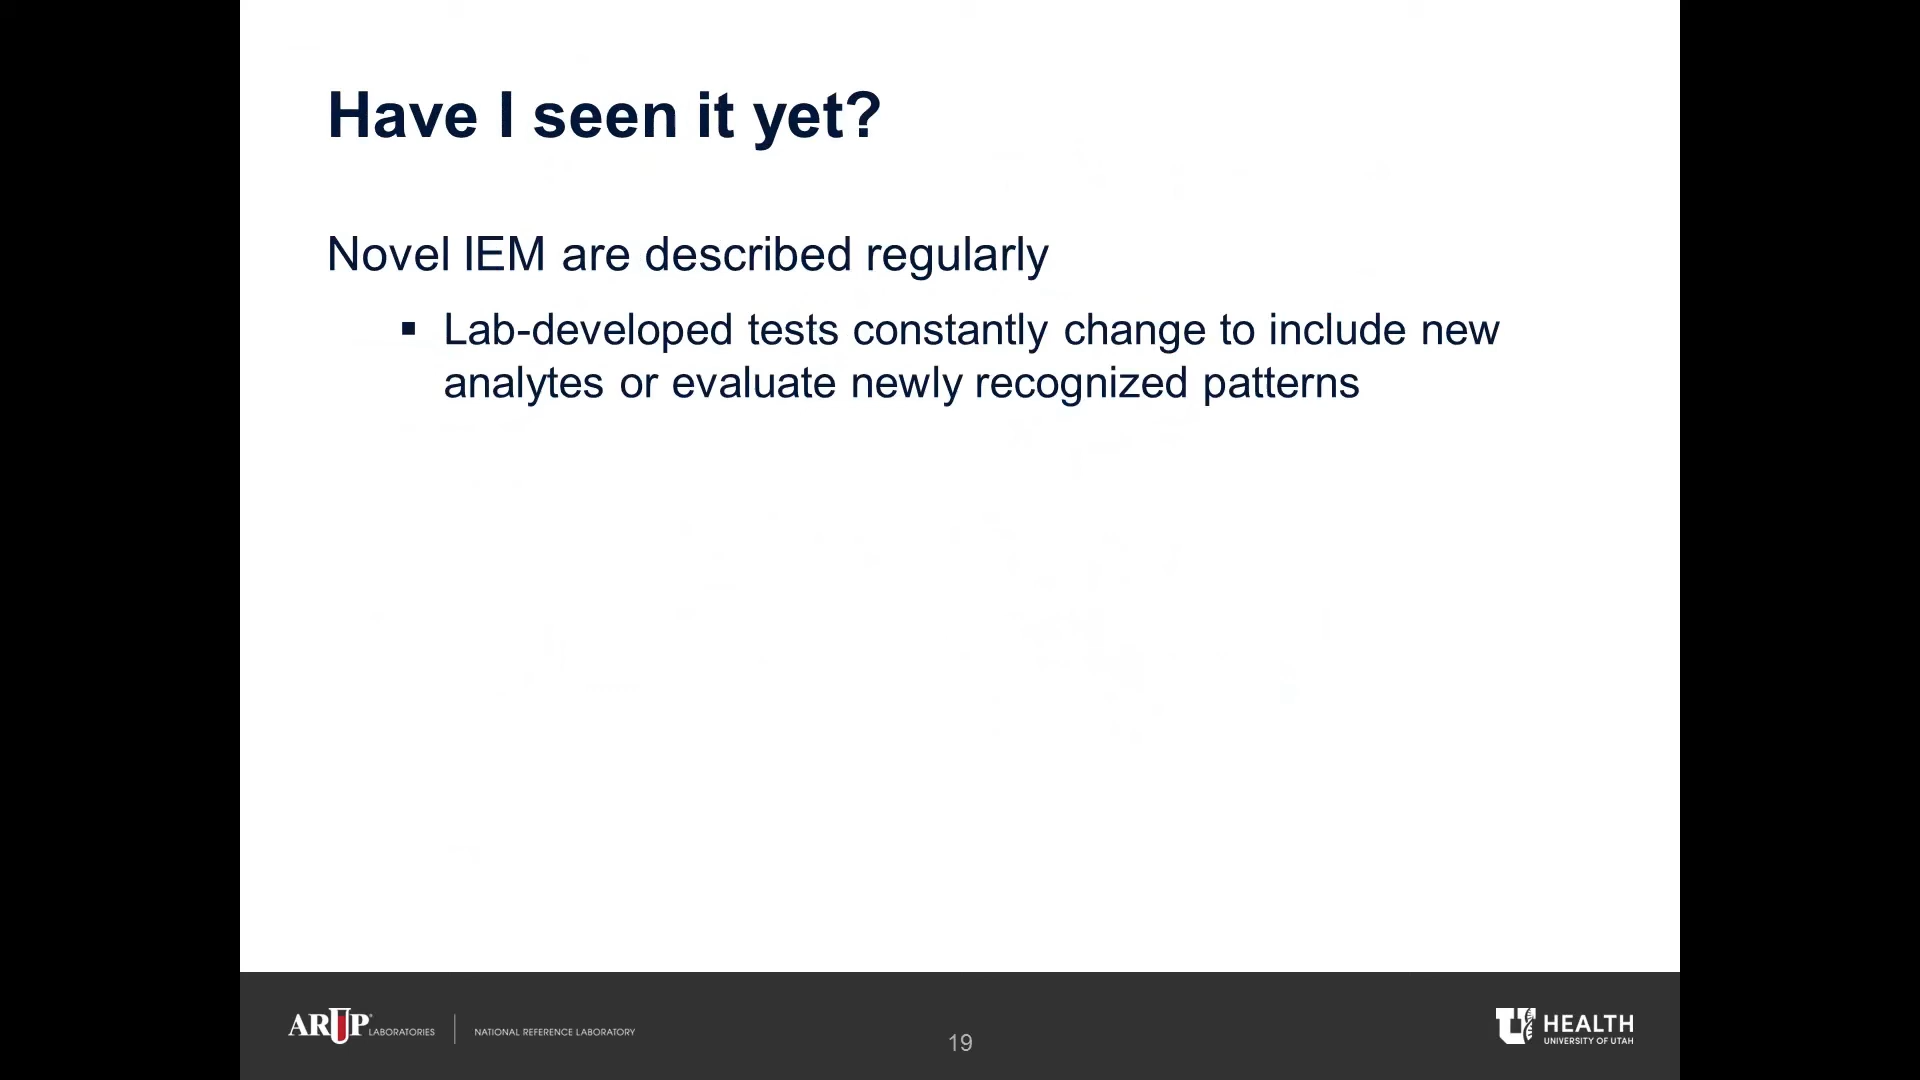 Have I seen it yet?
Novel IEM are described regularly
▪ Lab-developed tests constantly change to include new
analytes or evaluate newly recognized patterns
ARUP LABORATORIES | NATIONAL REFERENCE LABORATORY
19
U HEALTH
UNIVERSITY OF UTAH